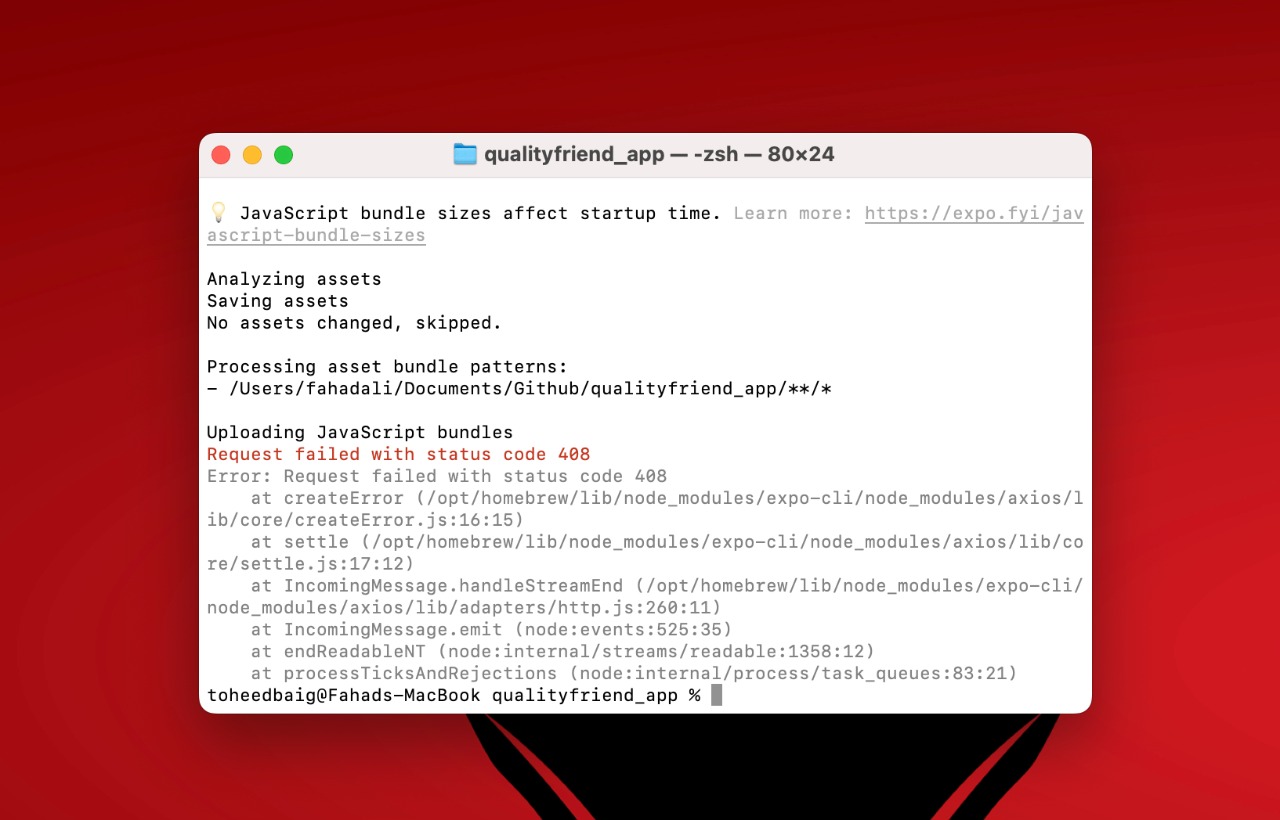 qualityfriend_app — -zsh — 80×24
💡 JavaScript bundle sizes affect startup time. Learn more: https://expo.fyi/jav
ascript-bundle-sizes
Analyzing assets
Saving assets
No assets changed, skipped.
Processing asset bundle patterns:
- /Users/fahadali/Documents/Github/qualityfriend_app/**/*
Uploading JavaScript bundles
Request failed with status code 408
Error: Request failed with status code 408
    at createError (/opt/homebrew/lib/node_modules/expo-cli/node_modules/axios/l
ib/core/createError.js:16:15)
    at settle (/opt/homebrew/lib/node_modules/expo-cli/node_modules/axios/lib/co
re/settle.js:17:12)
    at IncomingMessage.handleStreamEnd (/opt/homebrew/lib/node_modules/expo-cli/
node_modules/axios/lib/adapters/http.js:260:11)
    at IncomingMessage.emit (node:events:525:35)
    at endReadableNT (node:internal/streams/readable:1358:12)
    at processTicksAndRejections (node:internal/process/task_queues:83:21)
toheedbaig@Fahads-MacBook qualityfriend_app %